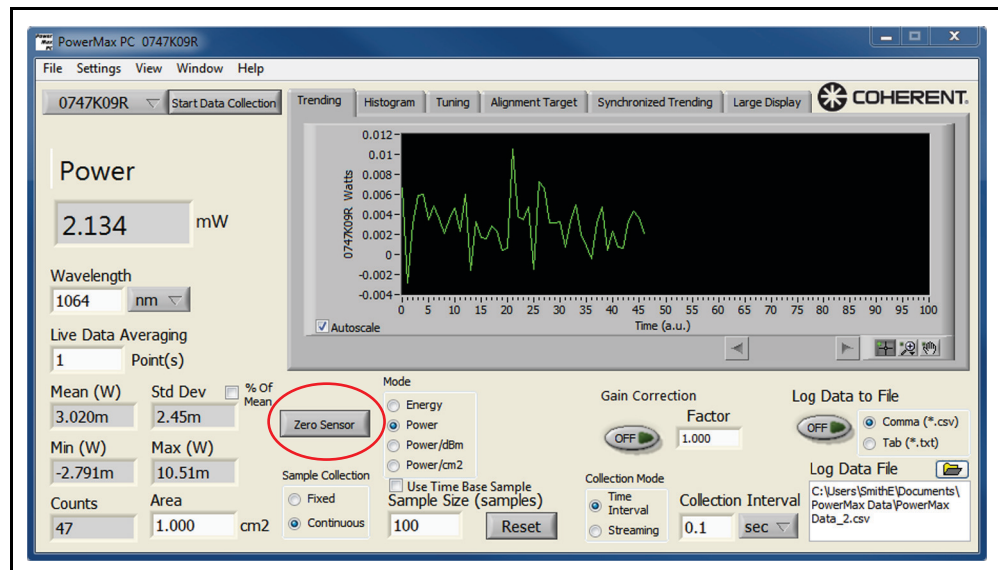 PowerMax PC 0747K09R
File Settings View Window Help
0747K09R Start Data Collection
Trending Histogram Tuning Alignment Target Synchronized Trending Large Display
COHERENT.
Power
2.134 mW
Wavelength
1064 nm
Live Data Averaging
1 Point(s)
0747K09R Watts
0.012
0.01
0.008
0.006
0.004
0.002
0
-0.002
-0.004
0 5 10 15 20 25 30 35 40 45 50 55 60 65 70 75 80 85 90 95 100
Autoscale
Time (a.u.)
Mean (W) Std Dev % Of Mean
3.020m 2.45m
Min (W) Max (W)
-2.791m 10.51m
Counts Area
47 1.000 cm2
Zero Sensor
Sample Collection
Fixed
Continuous
Mode
Energy
Power
Power/dBm
Power/cm2
Use Time Base Sample
Sample Size (samples)
100 Reset
Gain Correction
Factor
OFF 1.000
Collection Mode
Time Interval
Streaming
Collection Interval
0.1 sec
Log Data to File
OFF
Comma (*.csv)
Tab (*.txt)
Log Data File
C:\Users\SmithE\Documents\
PowerMax Data\PowerMax
Data_2.csv